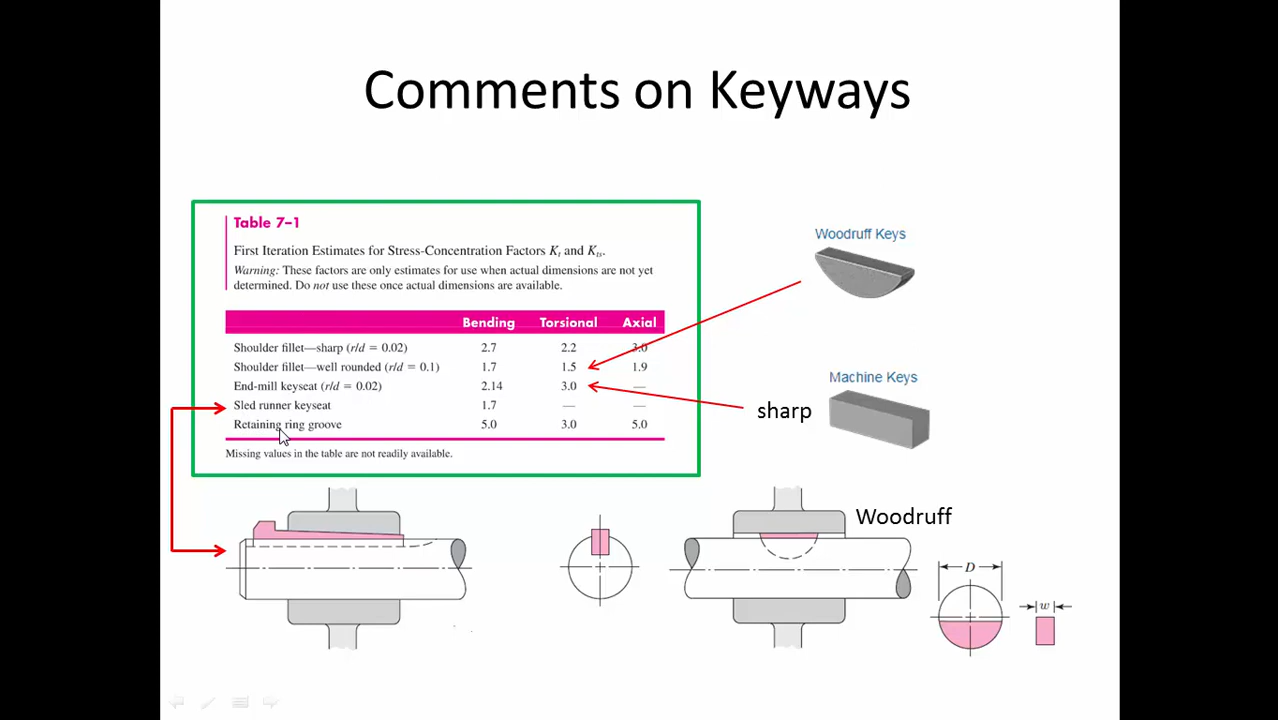 Comments on Keyways
Table 7–1
First Iteration Estimates for Stress-Concentration Factors Kt and Kts.
Warning: These factors are only estimates for use when actual dimensions are not yet
determined. Do not use these once actual dimensions are available.
Bending Torsional Axial
Shoulder fillet—sharp (r/d = 0.02) 2.7 2.2 3.0
Shoulder fillet—well rounded (r/d = 0.1) 1.7 1.5 1.9
End-mill keyseat (r/d = 0.02) 2.14 3.0 —
Sled runner keyseat 1.7 — —
Retaining ring groove 5.0 3.0 5.0
Missing values in the table are not readily available.
Woodruff Keys
Machine Keys
sharp
Woodruff
D
w